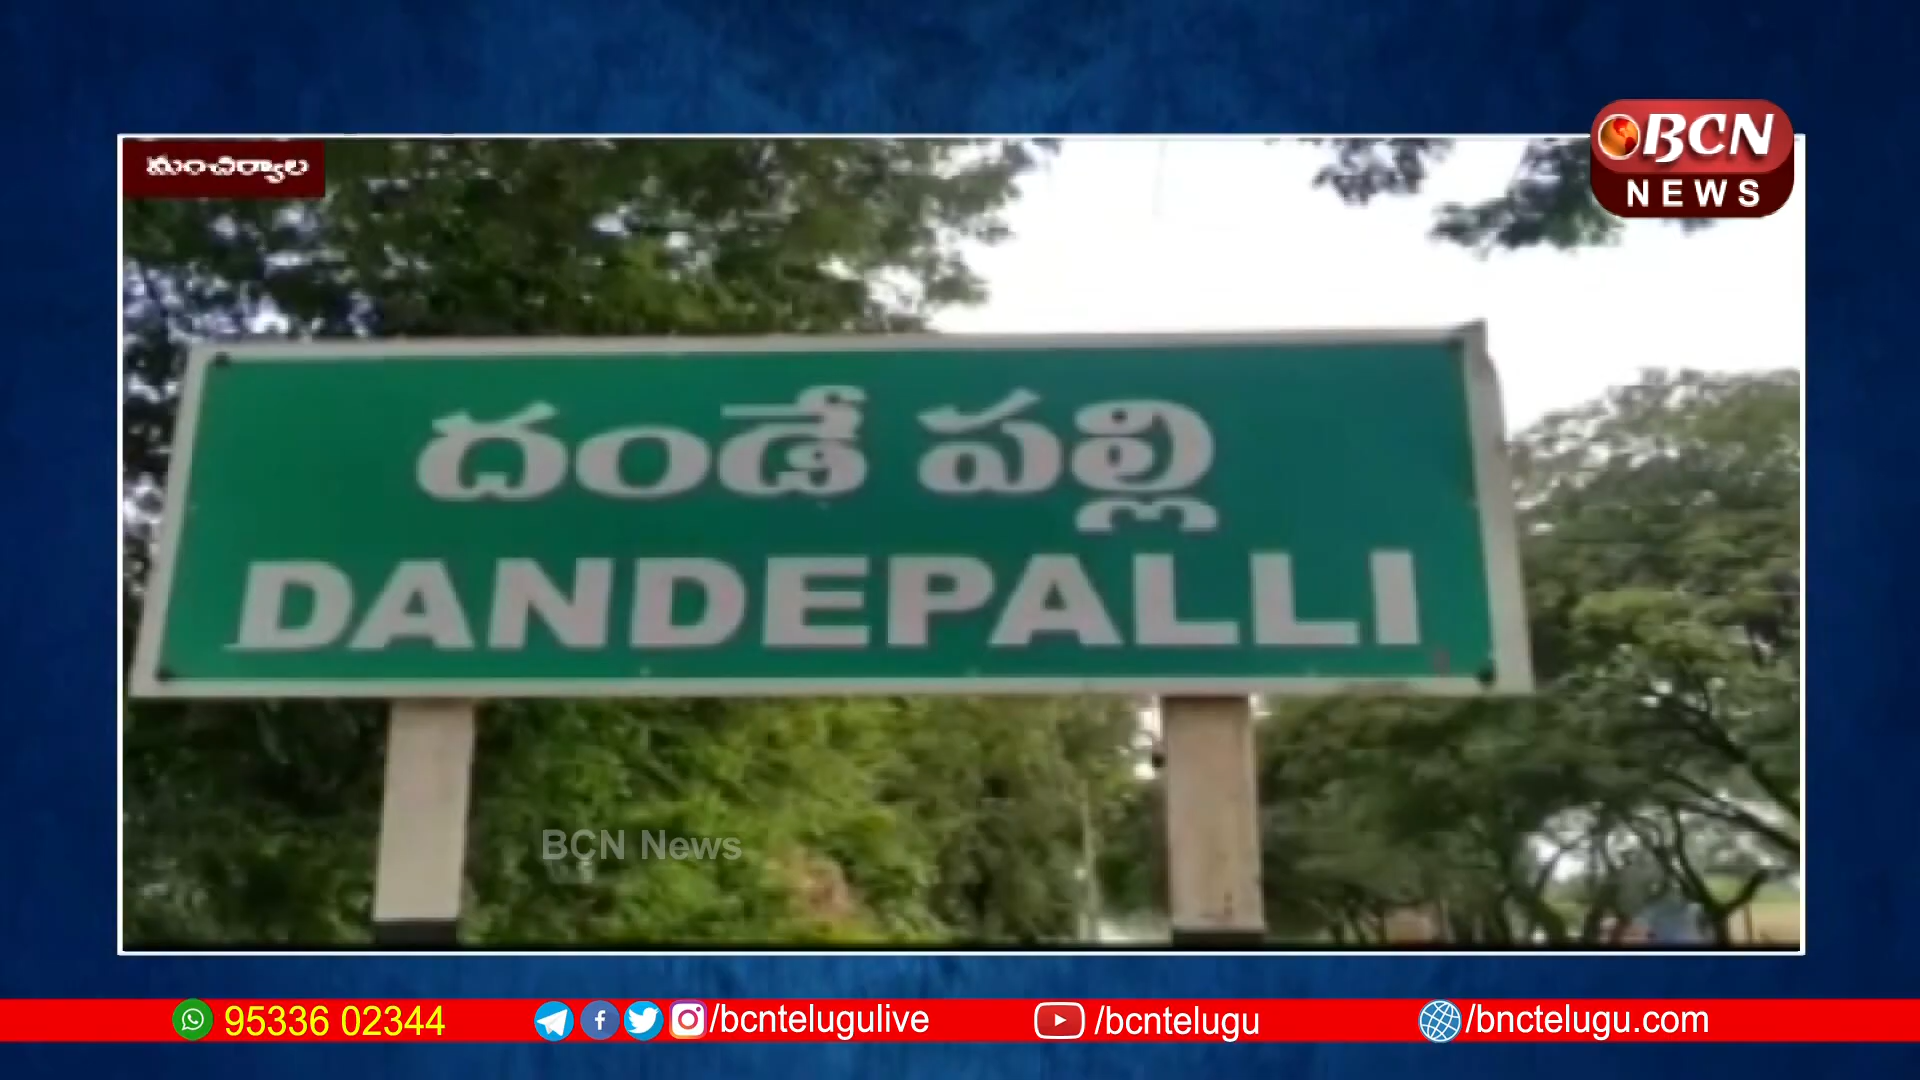 మంచిర్యాల
BCN
NEWS
దండే పల్లి
DANDEPALLI
BCN News
95336 02344
/bcntelugulive
/bcntelugu
/bnctelugu.com